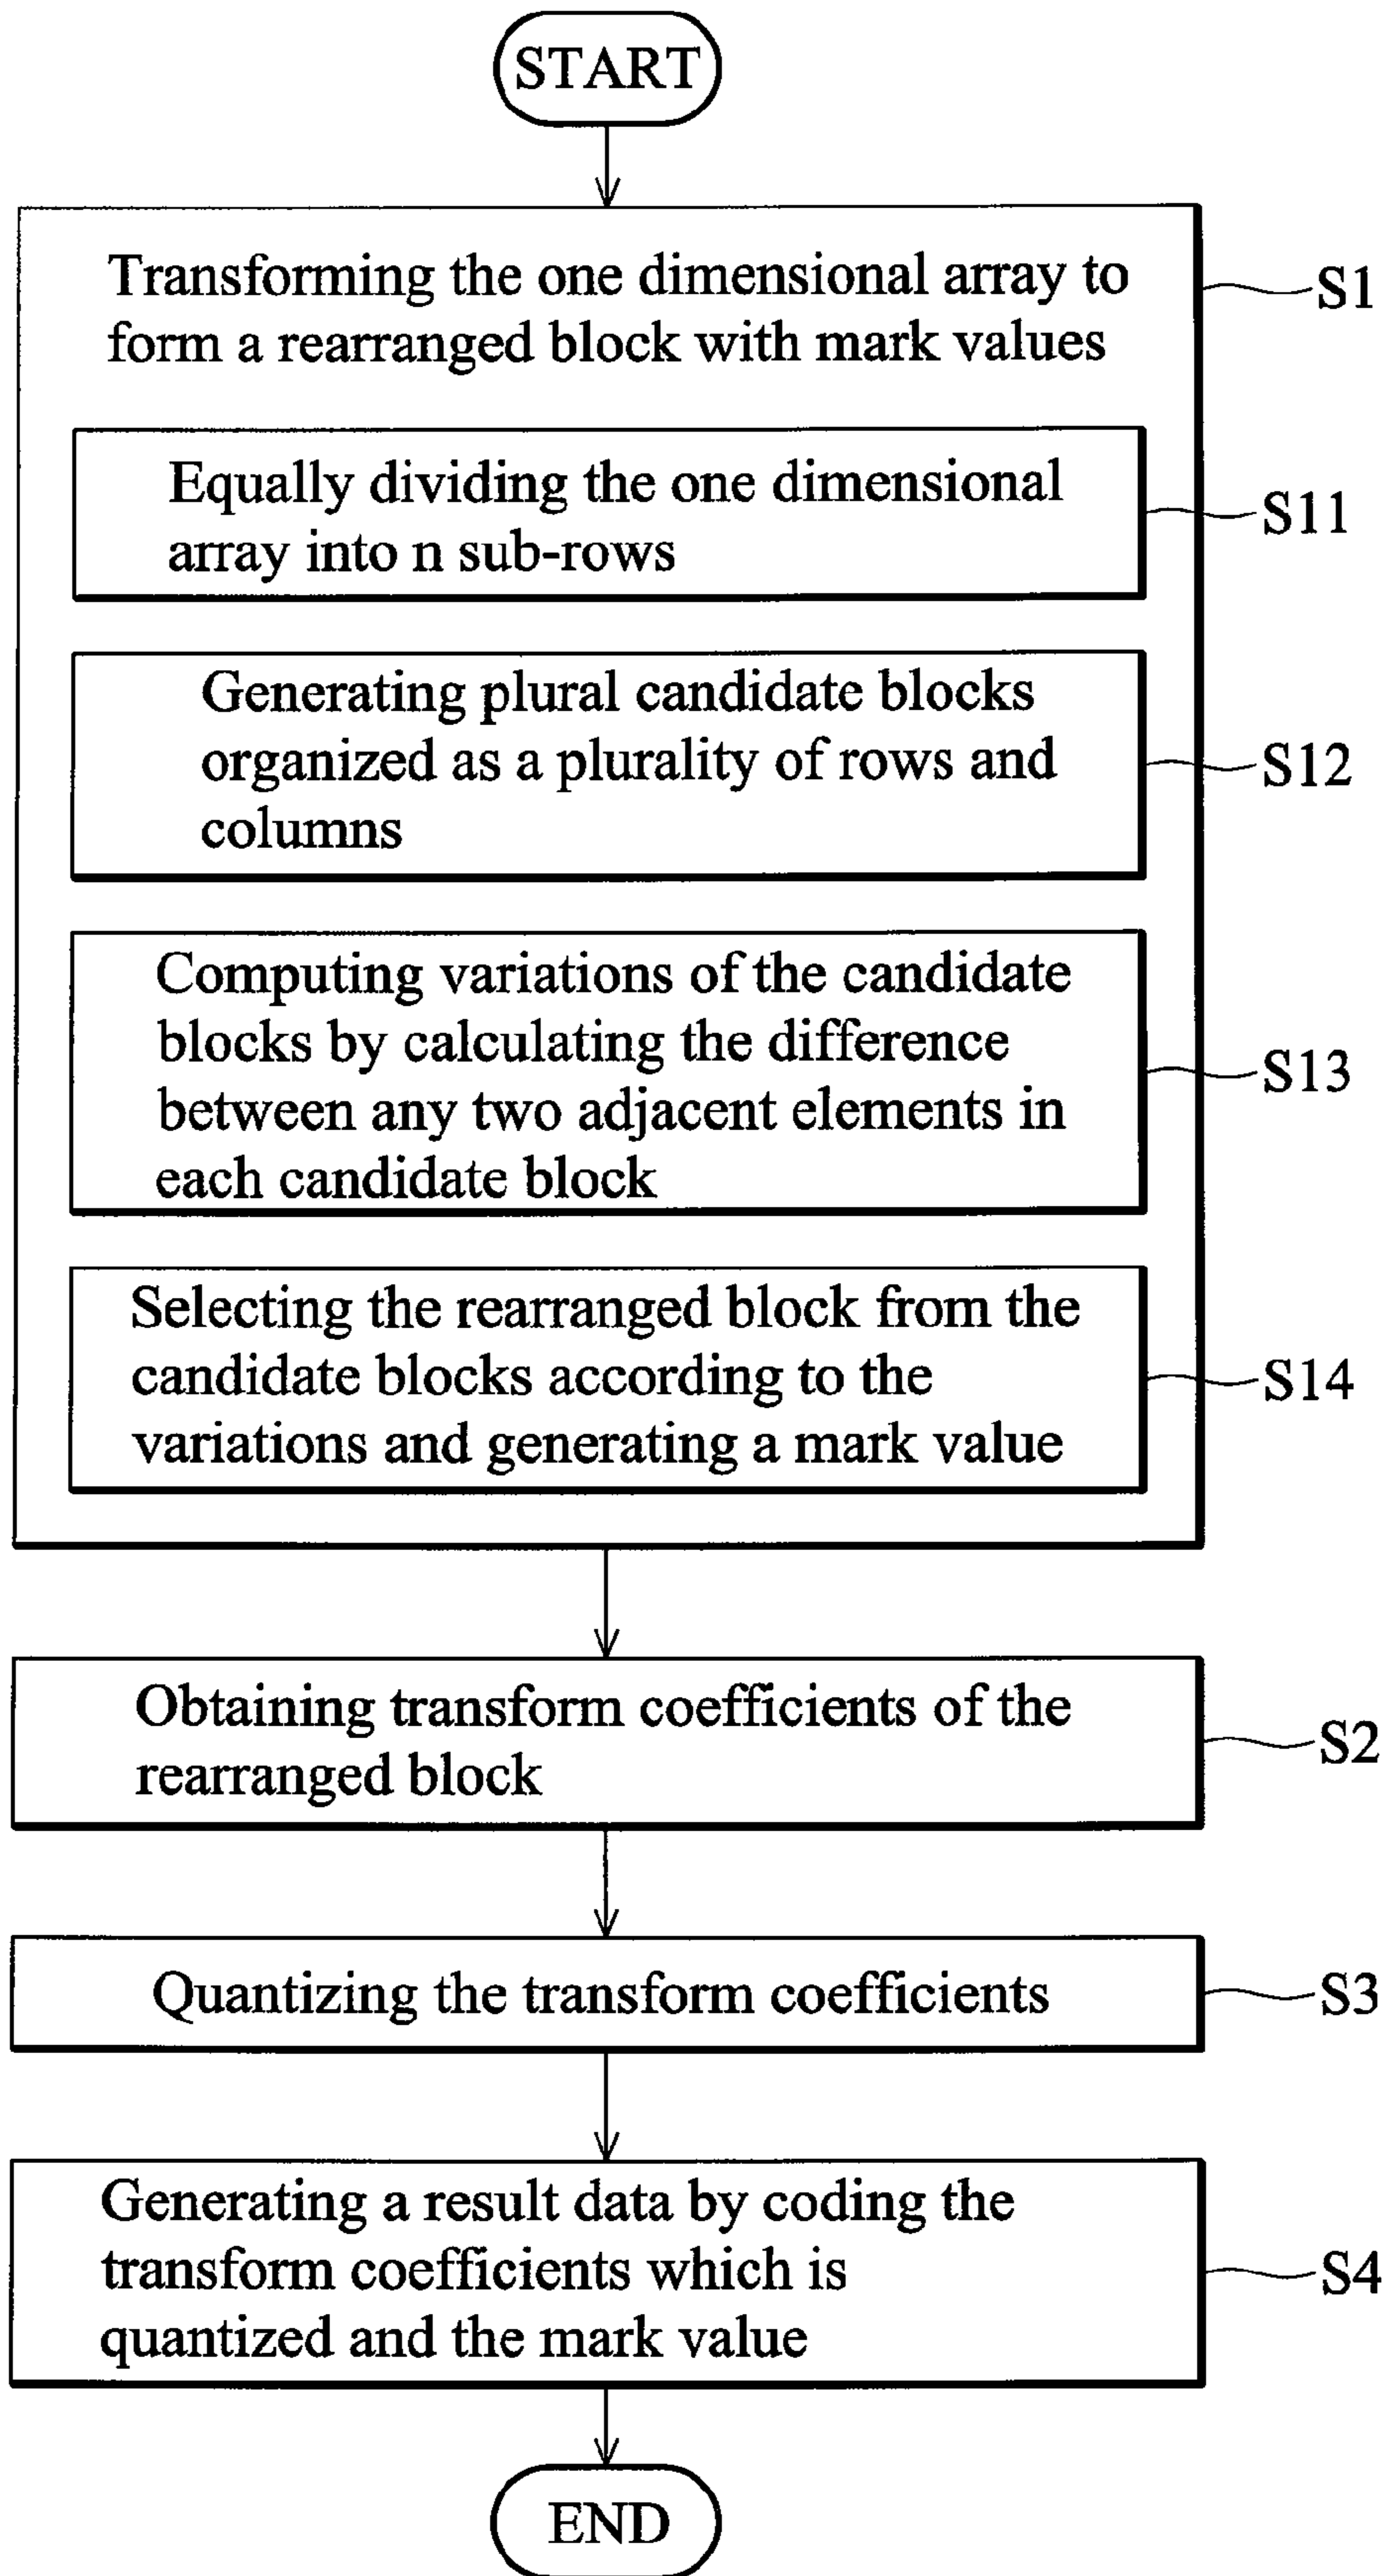 START
Transforming the one dimensional array to
form a rearranged block with mark values
S1
Equally dividing the one dimensional
array into n sub-rows
S11
Generating plural candidate blocks
organized as a plurality of rows and
columns
S12
Computing variations of the candidate
blocks by calculating the difference
between any two adjacent elements in
each candidate block
S13
Selecting the rearranged block from the
candidate blocks according to the
variations and generating a mark value
S14
Obtaining transform coefficients of the
rearranged block
S2
Quantizing the transform coefficients
S3
Generating a result data by coding the
transform coefficients which is
quantized and the mark value
S4
END